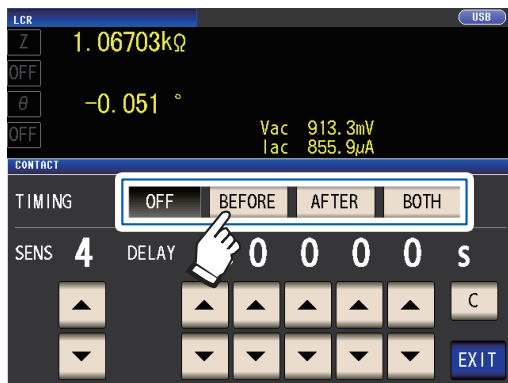 LCR USB
Z 1.06703kΩ
OFF
θ -0.051 °
OFF Vac 913.3mV
Iac 855.9μA
CONTACT
TIMING OFF BEFORE AFTER BOTH
SENS 4 DELAY 0 0 0 0 s
C
EXIT